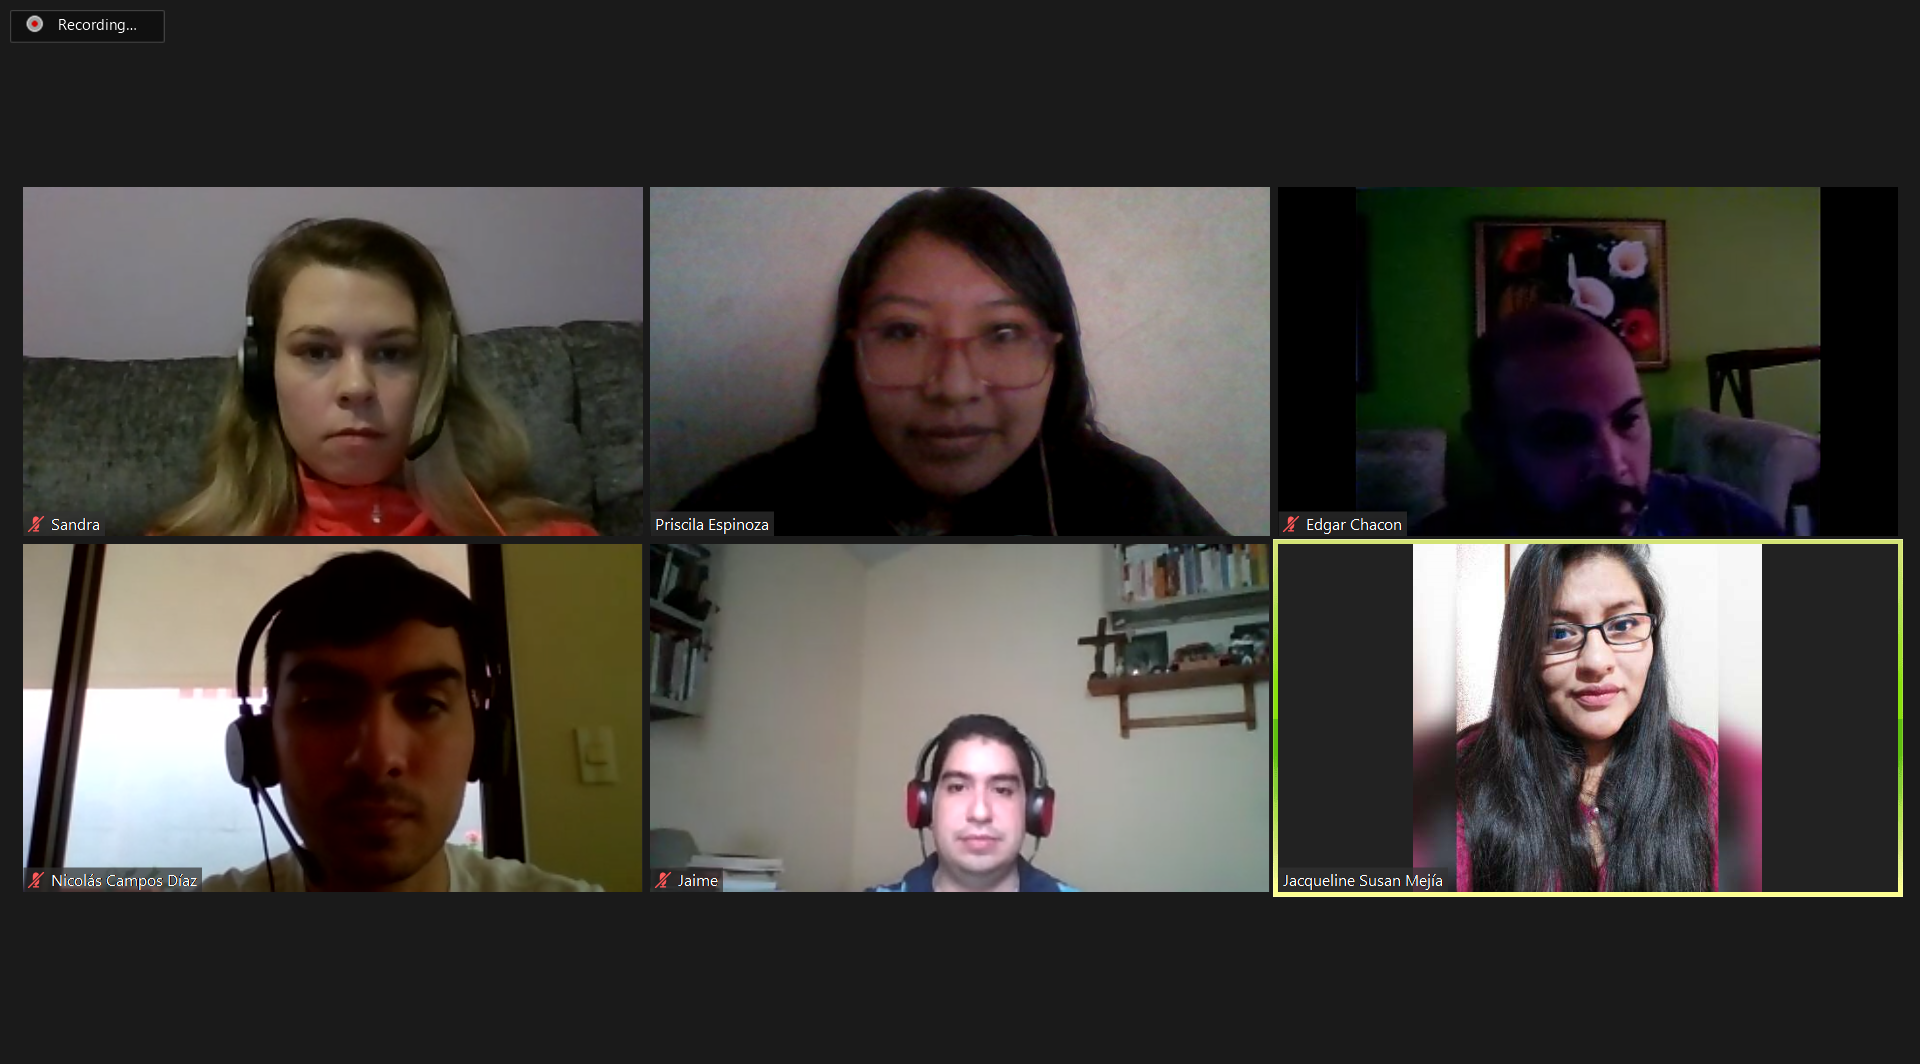 Recording...
Sandra
Priscila Espinoza
Edgar Chacon
Nicolás Campos Díaz
Jaime
Jacqueline Susan Mejía